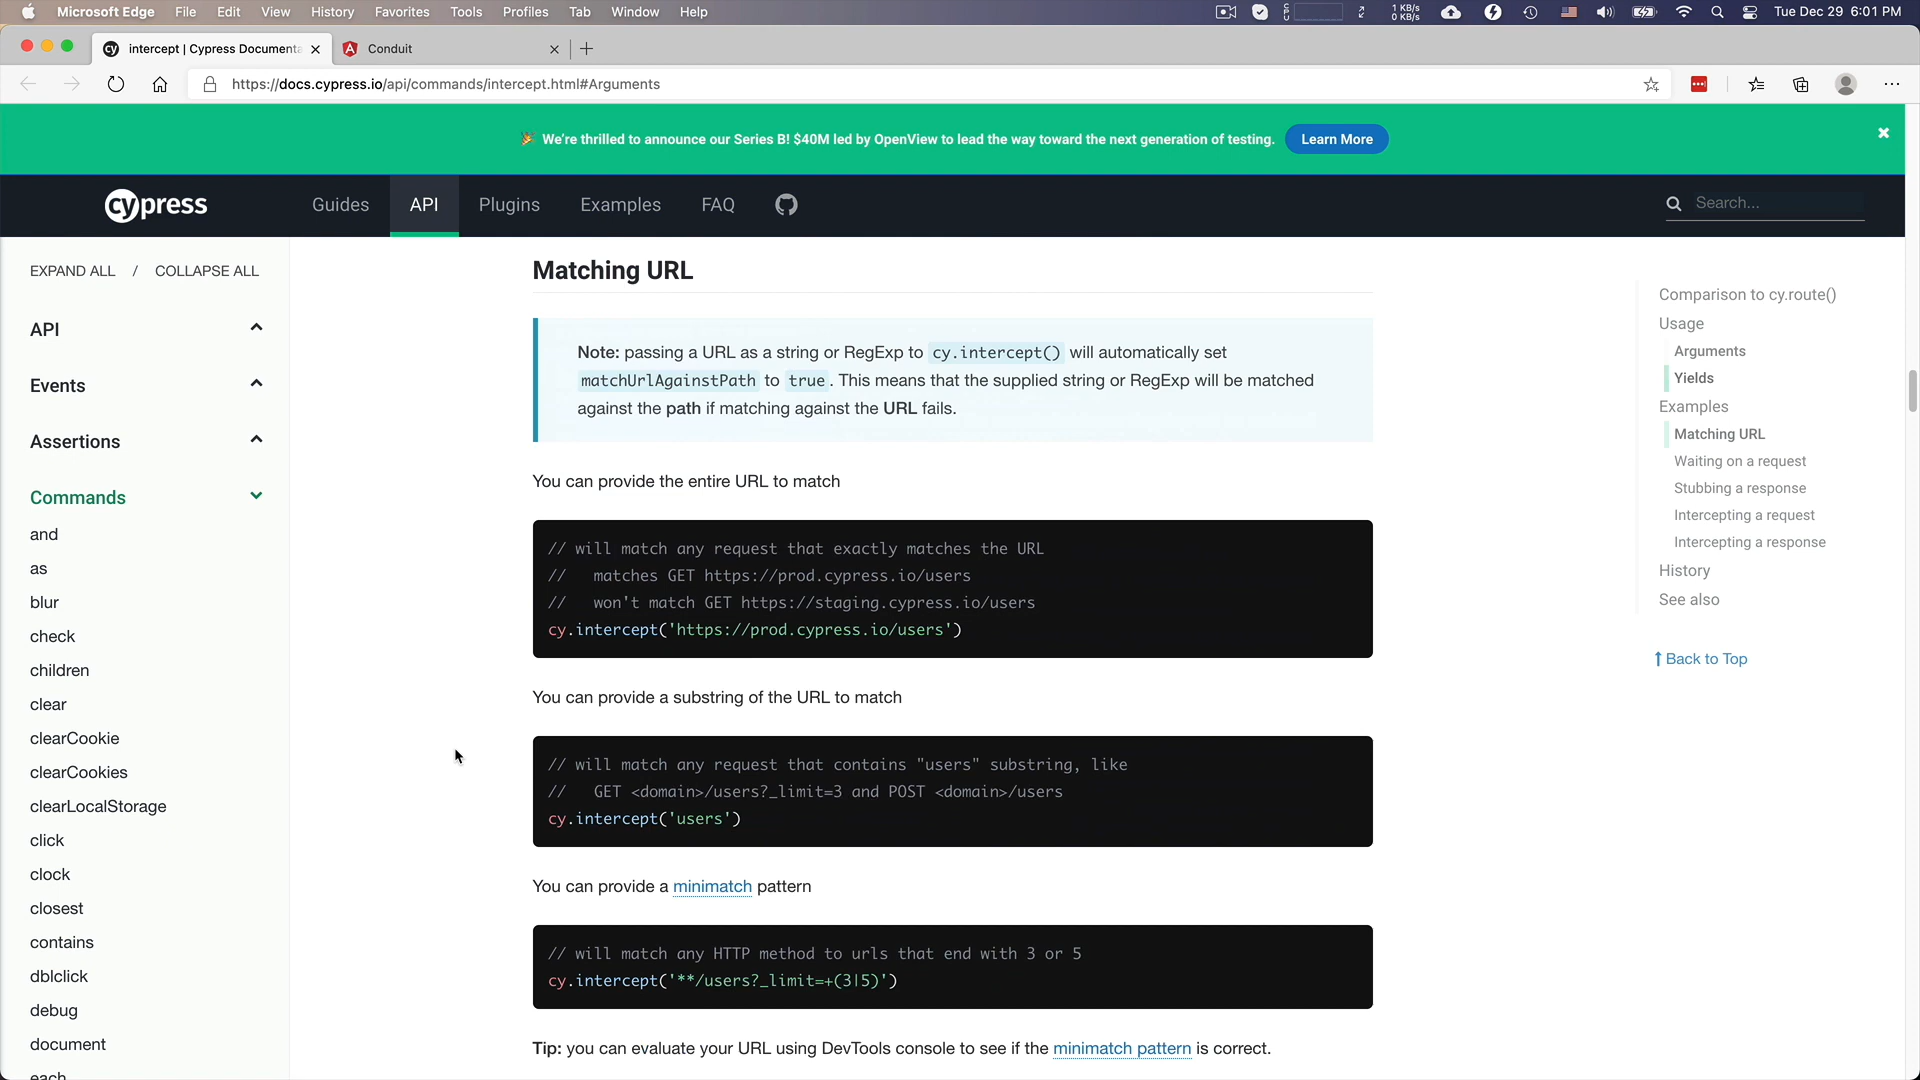 Microsoft Edge File Edit View History Favorites Tools Profiles Tab Window Help
1 KB/s
0 KB/s
Tue Dec 29 6:01 PM
intercept | Cypress Documenta
Conduit
https://docs.cypress.io/api/commands/intercept.html#Arguments
We're thrilled to announce our Series B! $40M led by OpenView to lead the way toward the next generation of testing.
Learn More
cypress
Guides API Plugins Examples FAQ
Search...
EXPAND ALL / COLLAPSE ALL
API
Events
Assertions
Commands
and
as
blur
check
children
clear
clearCookie
clearCookies
clearLocalStorage
click
clock
closest
contains
dblclick
debug
document
each
Matching URL
Note: passing a URL as a string or RegExp to cy.intercept() will automatically set
matchUrlAgainstPath to true . This means that the supplied string or RegExp will be matched
against the path if matching against the URL fails.
You can provide the entire URL to match
// will match any request that exactly matches the URL
//   matches GET https://prod.cypress.io/users
//   won't match GET https://staging.cypress.io/users
cy.intercept('https://prod.cypress.io/users')
You can provide a substring of the URL to match
// will match any request that contains "users" substring, like
//   GET <domain>/users?_limit=3 and POST <domain>/users
cy.intercept('users')
You can provide a minimatch pattern
// will match any HTTP method to urls that end with 3 or 5
cy.intercept('**/users?_limit=+(3|5)')
Tip: you can evaluate your URL using DevTools console to see if the minimatch pattern is correct.
Comparison to cy.route()
Usage
Arguments
Yields
Examples
Matching URL
Waiting on a request
Stubbing a response
Intercepting a request
Intercepting a response
History
See also
Back to Top